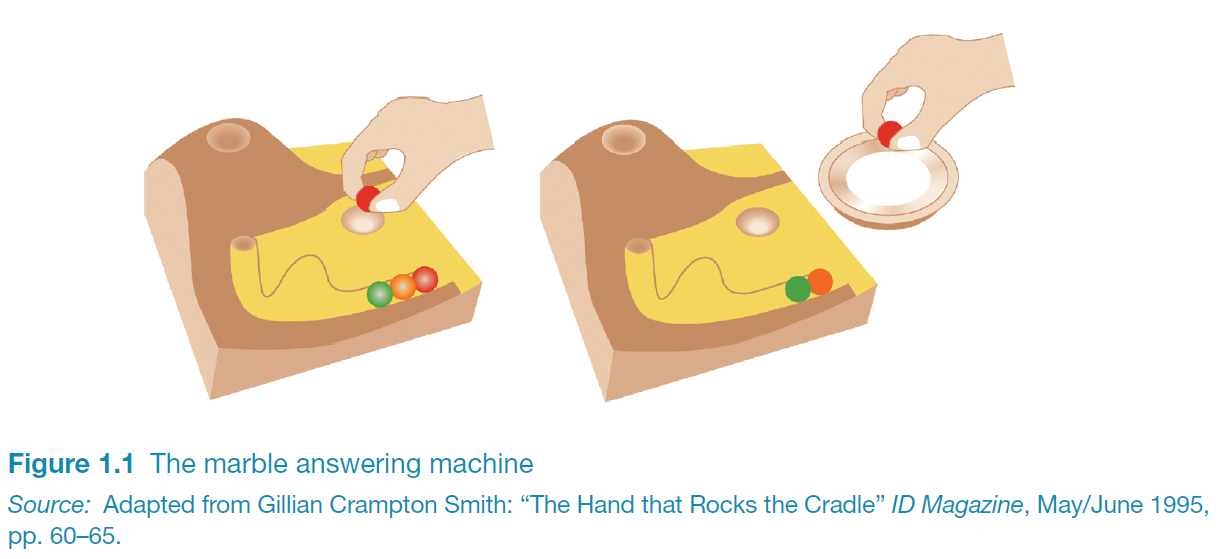 Figure 1.1 The marble answering machine
Source: Adapted from Gillian Crampton Smith: “The Hand that Rocks the Cradle” ID Magazine, May/June 1995,
pp. 60–65.